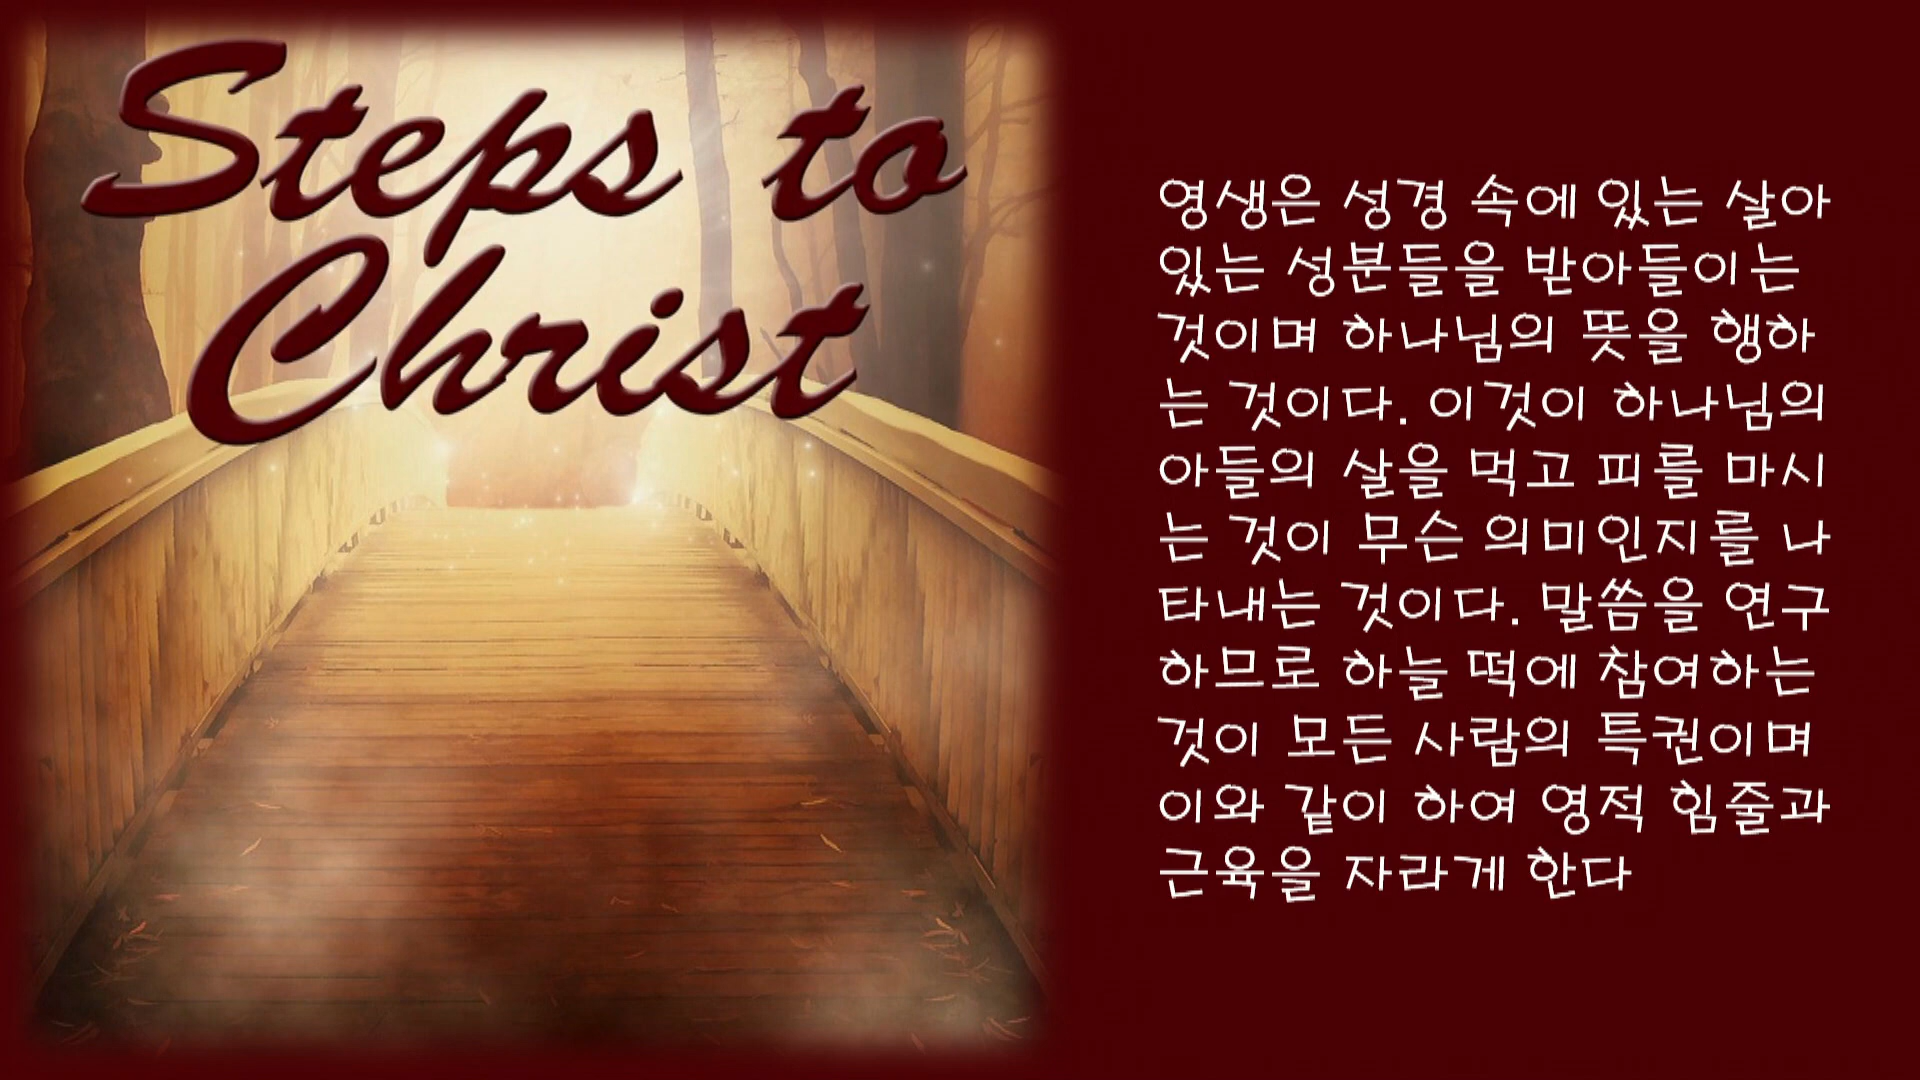 Steps to
Christ
영생은 성경 속에 있는 살아
있는 성분들을 받아들이는
것이며 하나님의 뜻을 행하
는 것이다. 이것이 하나님의
아들의 살을 먹고 피를 마시
는 것이 무슨 의미인지를 나
타내는 것이다. 말씀을 연구
하므로 하늘 떡에 참여하는
것이 모든 사람의 특권이며
이와 같이 하여 영적 힘줄과
근육을 자라게 한다